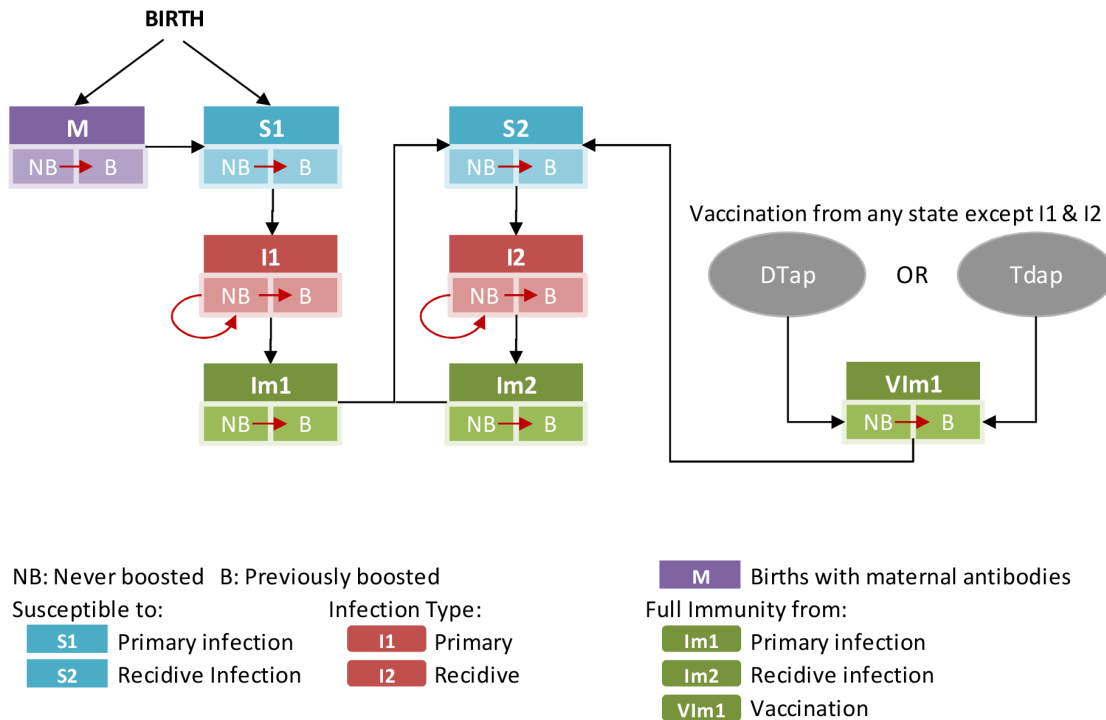 BIRTH
M
S1
S2
NB B
NB B
NB B
Vaccination from any state except I1 & I2
I1
I2
DTap
OR
Tdap
NB B
NB B
Im1
Im2
VIm1
NB B
NB B
NB B
NB: Never boosted B: Previously boosted
M Births with maternal antibodies
Susceptible to:
Infection Type:
Full Immunity from:
S1 Primary infection
I1 Primary
Im1 Primary infection
S2 Recidive Infection
I2 Recidive
Im2 Recidive infection
VIm1 Vaccination